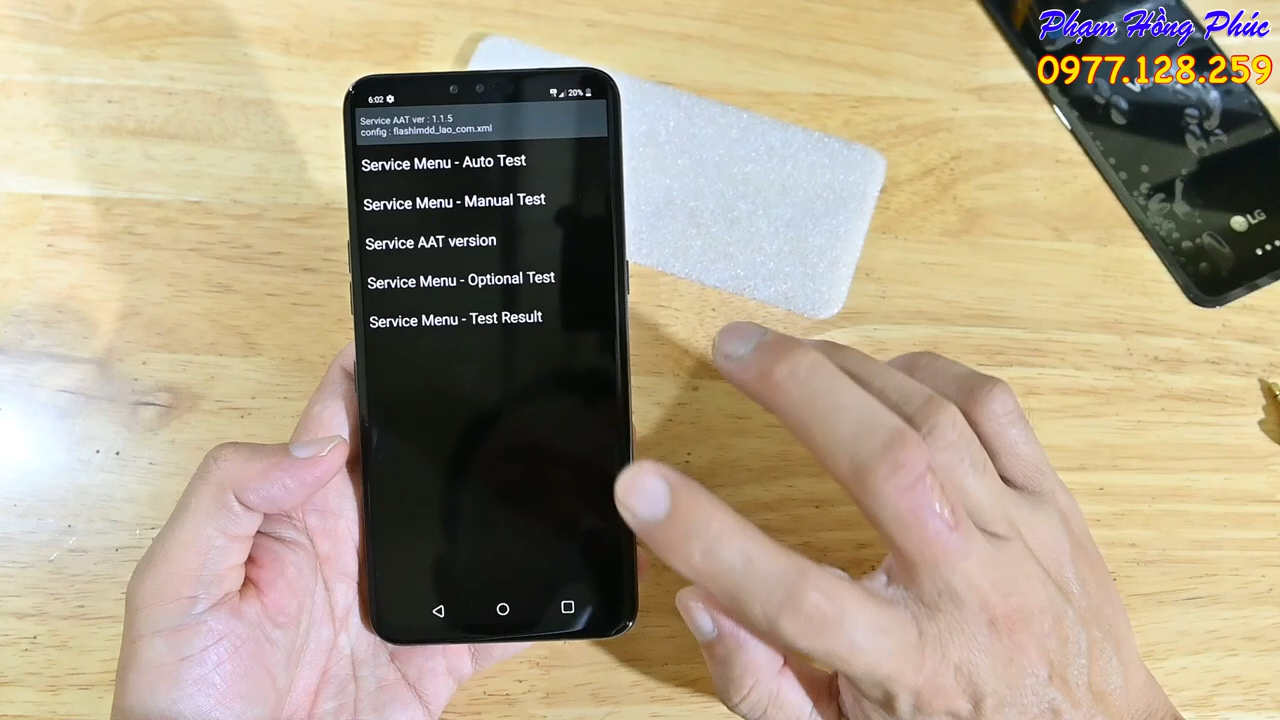 Phạm Hồng Phúc
0977.128.259
6:02
20%
Service AAT ver : 1.1.5
config : flashlmdd_lao_com.xml
Service Menu - Auto Test
Service Menu - Manual Test
Service AAT version
Service Menu - Optional Test
Service Menu - Test Result
LG